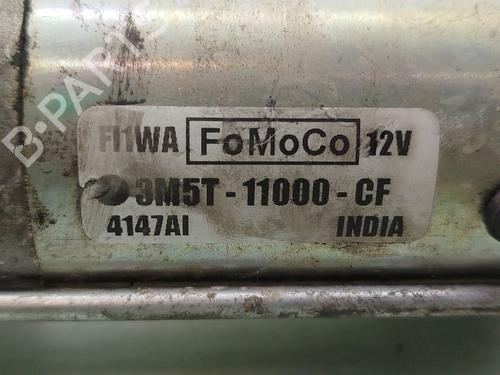 B-PARTS
FI1WA FoMoCo 12V
3M5T - 11000 - CF
4147AI INDIA